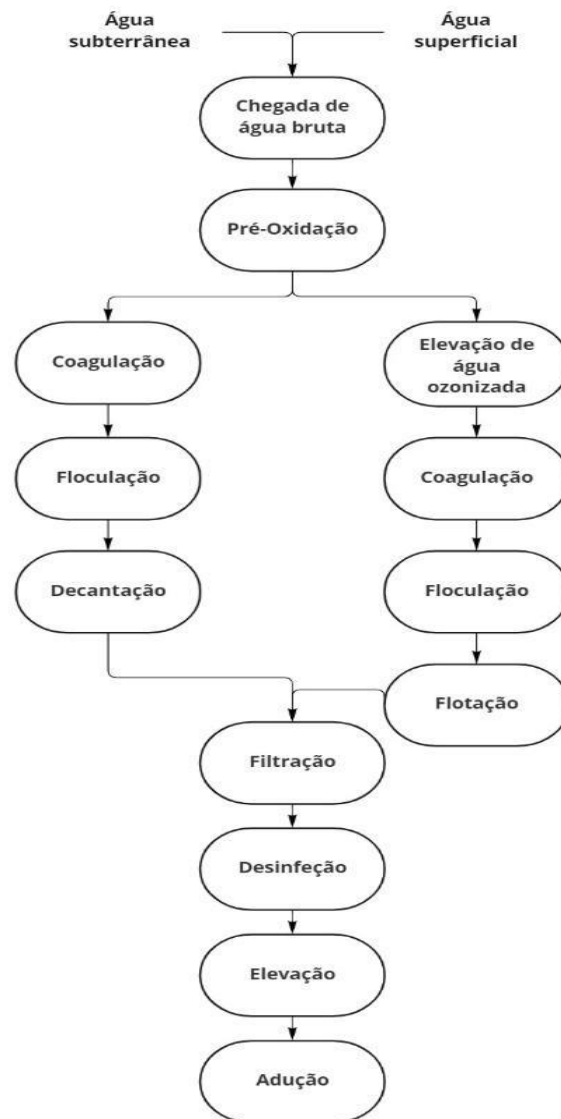 Água
subterrânea
Água
superficial
Chegada de
água bruta
Pré-Oxidação
Coagulação
Floculação
Decantação
Elevação de
água
ozonizada
Coagulação
Floculação
Flotação
Filtração
Desinfeção
Elevação
Adução